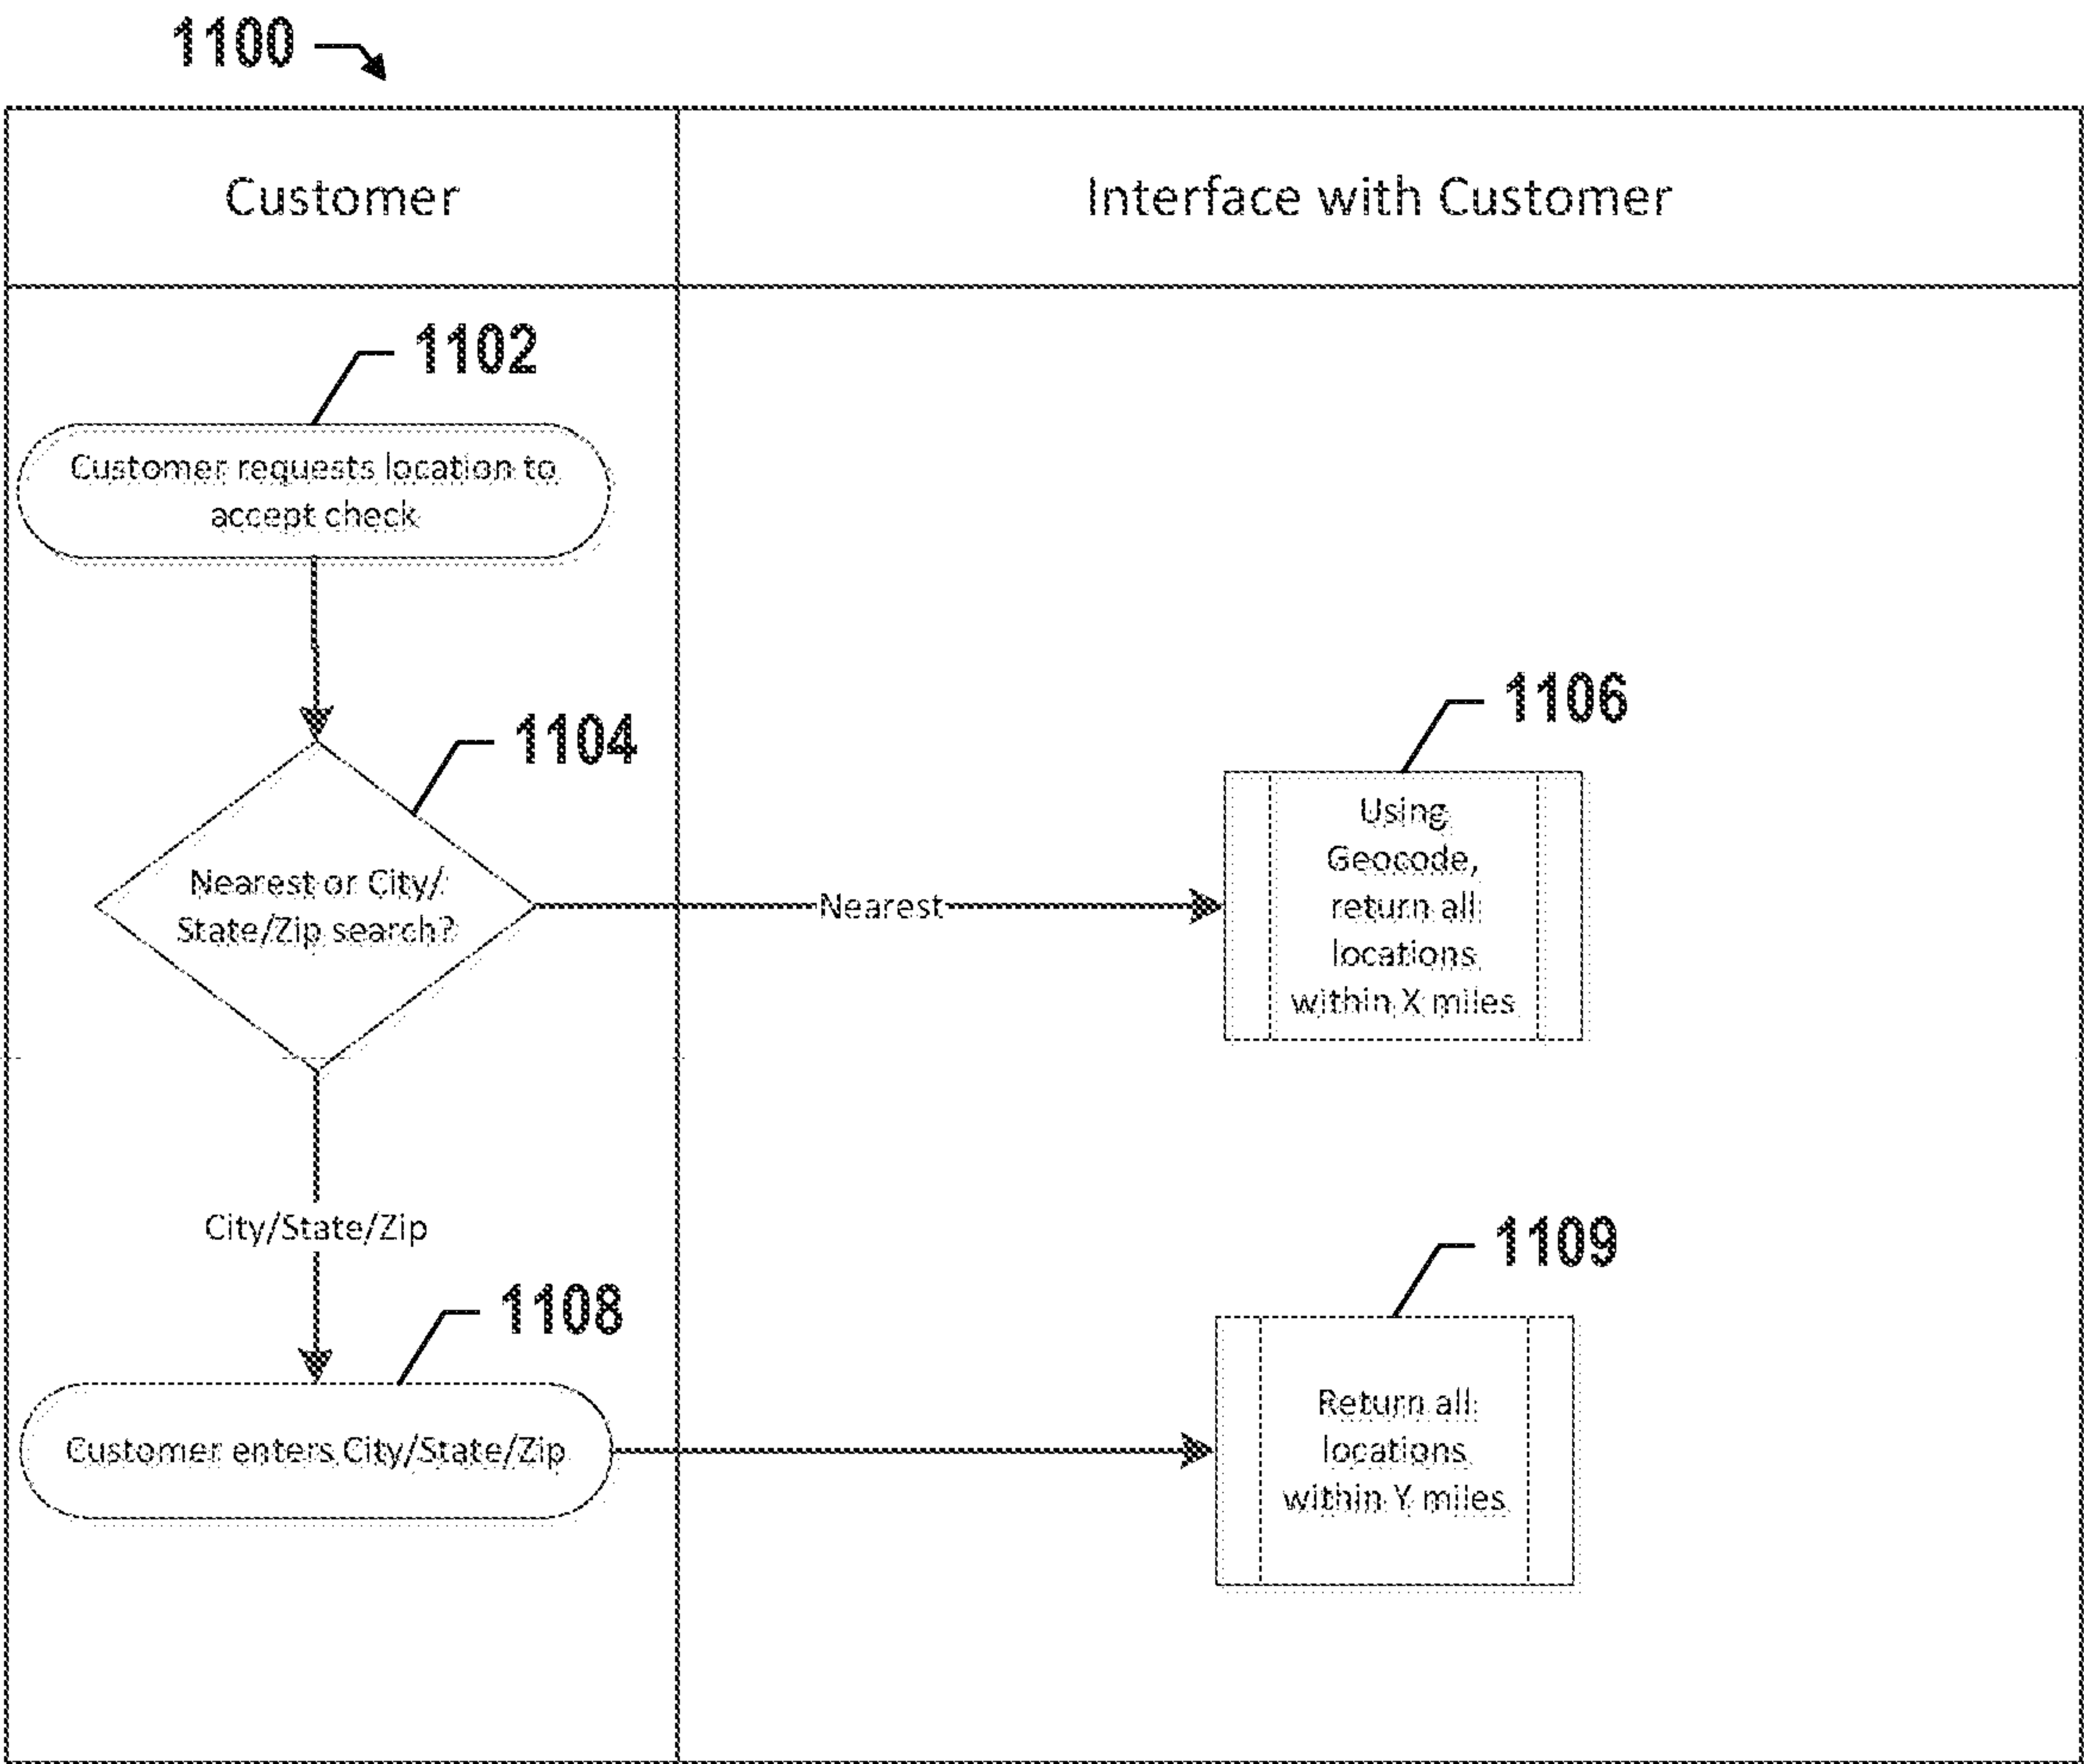 1100
Customer
Interface with Customer
1102
Customer requests location to
accept check
1104
Nearest or City/
State/Zip search?
Nearest
1106
Using
Geocode,
return all
locations
within X miles
City/State/Zip
1108
Customer enters City/State/Zip
1109
Return all
locations
within Y miles